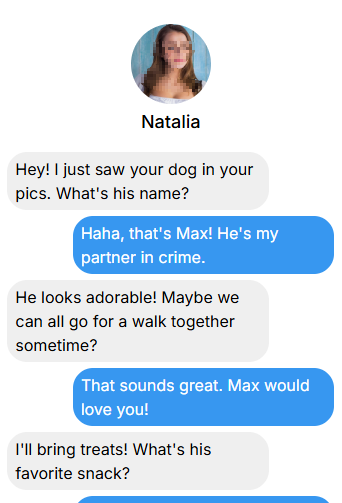 Natalia
Hey! I just saw your dog in your
pics. What's his name?
Haha, that's Max! He's my
partner in crime.
He looks adorable! Maybe we
can all go for a walk together
sometime?
That sounds great. Max would
love you!
I'll bring treats! What's his
favorite snack?